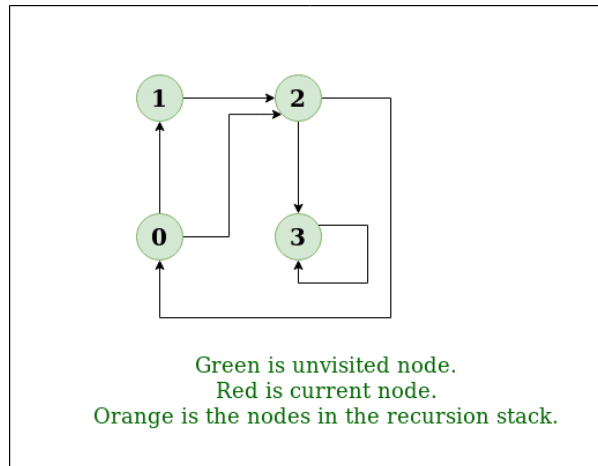 1 2
0 3
Green is unvisited node.
Red is current node.
Orange is the nodes in the recursion stack.